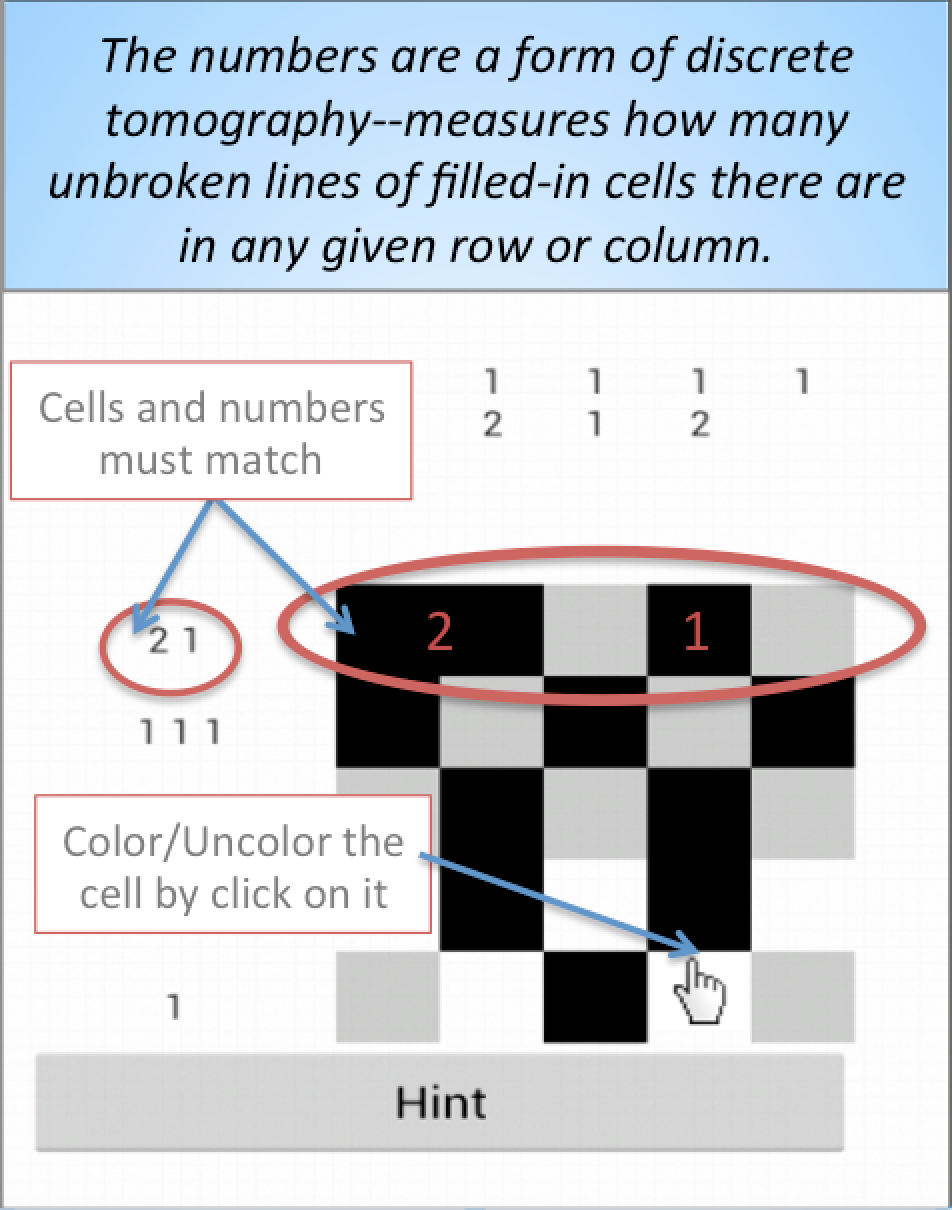 The numbers are a form of discrete
tomography--measures how many
unbroken lines of filled-in cells there are
in any given row or column.
Cells and numbers
must match
1 1 1 1
2 1 2
2 1
2 1
1 1 1
Color/Uncolor the
cell by click on it
1
Hint